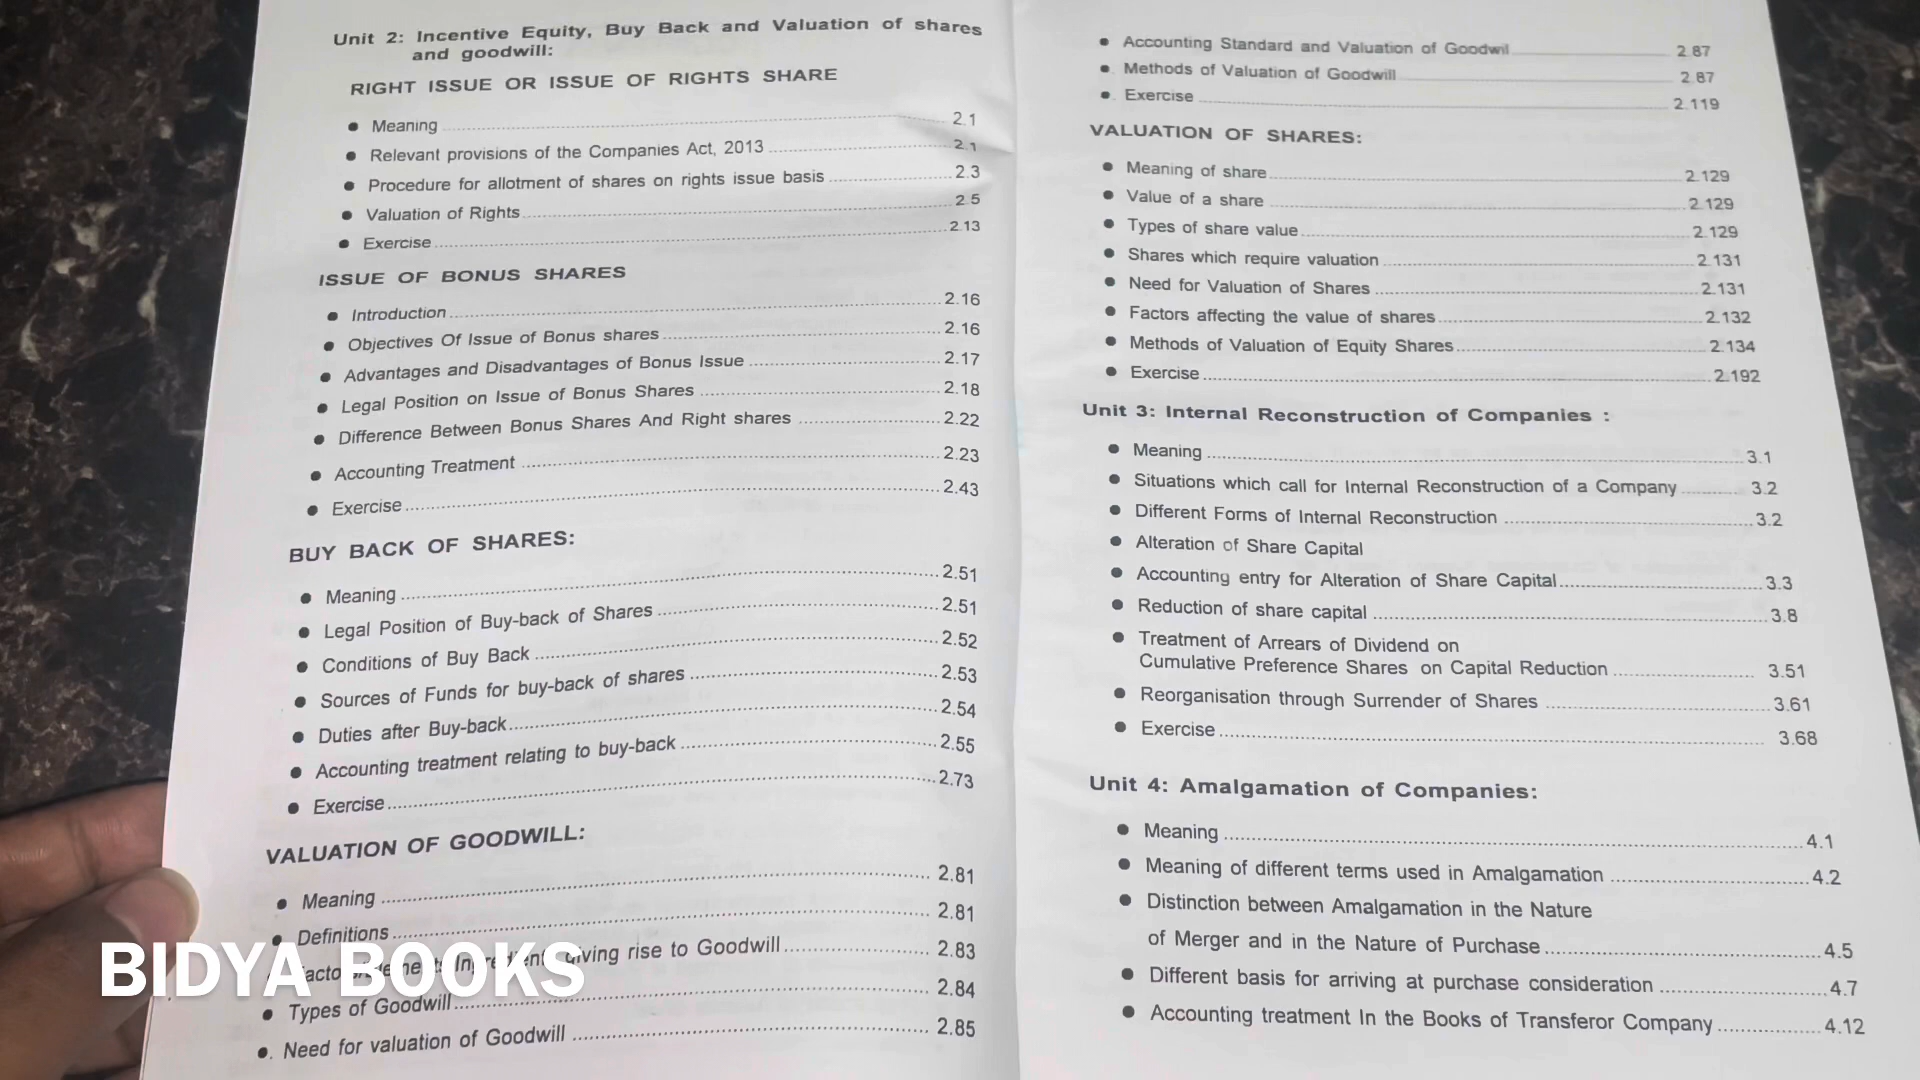 Unit 2: Incentive Equity, Buy Back and Valuation of shares
and goodwill:
RIGHT ISSUE OR ISSUE OF RIGHTS SHARE
• Meaning 2.1
• Relevant provisions of the Companies Act, 2013 2.1
• Procedure for allotment of shares on rights issue basis 2.3
• Valuation of Rights 2.5
• Exercise 2.13
ISSUE OF BONUS SHARES
• Introduction 2.16
• Objectives Of Issue of Bonus shares 2.16
• Advantages and Disadvantages of Bonus Issue 2.17
• Legal Position on Issue of Bonus Shares 2.18
• Difference Between Bonus Shares And Right shares 2.22
• Accounting Treatment 2.23
• Exercise 2.43
BUY BACK OF SHARES:
• Meaning 2.51
• Legal Position of Buy-back of Shares 2.51
• Conditions of Buy Back 2.52
• Sources of Funds for buy-back of shares 2.53
• Duties after Buy-back 2.54
• Accounting treatment relating to buy-back 2.55
• Exercise 2.73
VALUATION OF GOODWILL:
• Meaning 2.81
• Definitions 2.81
giving rise to Goodwill 2.83
• Types of Goodwill 2.84
• Need for valuation of Goodwill 2.85
• Accounting Standard and Valuation of Goodwil 2.87
• Methods of Valuation of Goodwill 2.87
• Exercise 2.119
VALUATION OF SHARES:
• Meaning of share 2.129
• Value of a share 2.129
• Types of share value 2.129
• Shares which require valuation 2.131
• Need for Valuation of Shares 2.131
• Factors affecting the value of shares 2.132
• Methods of Valuation of Equity Shares 2.134
• Exercise 2.192
Unit 3: Internal Reconstruction of Companies :
• Meaning 3.1
• Situations which call for Internal Reconstruction of a Company 3.2
• Different Forms of Internal Reconstruction 3.2
• Alteration of Share Capital
• Accounting entry for Alteration of Share Capital 3.3
• Reduction of share capital 3.8
• Treatment of Arrears of Dividend on
Cumulative Preference Shares on Capital Reduction 3.51
• Reorganisation through Surrender of Shares 3.61
• Exercise 3.68
Unit 4: Amalgamation of Companies:
• Meaning 4.1
• Meaning of different terms used in Amalgamation 4.2
• Distinction between Amalgamation in the Nature
of Merger and in the Nature of Purchase 4.5
• Different basis for arriving at purchase consideration 4.7
• Accounting treatment In the Books of Transferor Company 4.12
BIDYA BOOKS